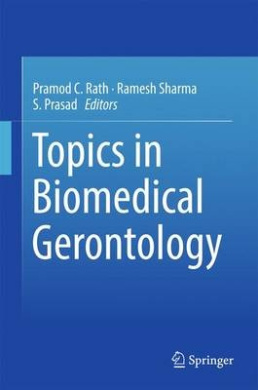 Pramod C. Rath · Ramesh Sharma
S. Prasad Editors
Topics in
Biomedical
Gerontology
Springer